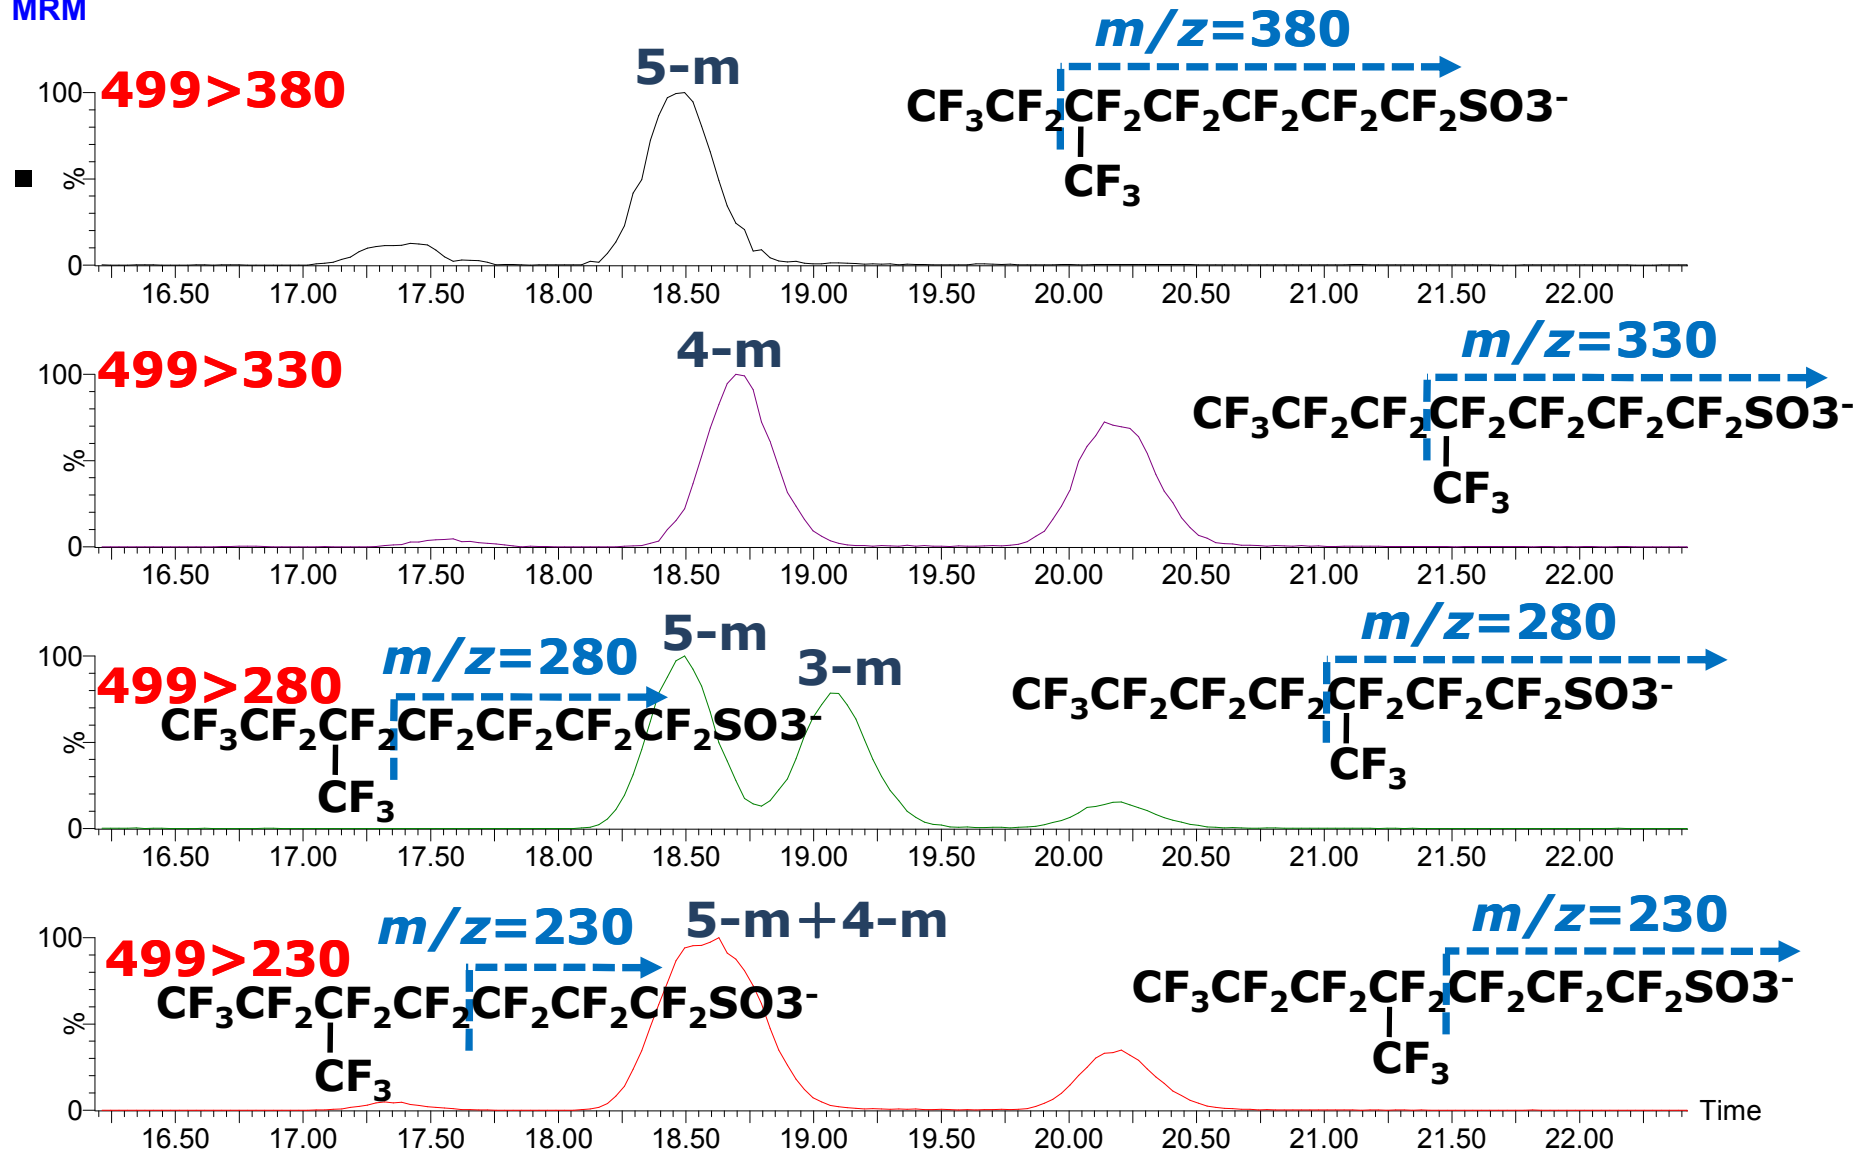 MRM
m/z=380
5-m
499>380
100
CF₃CF₂CF₂CF₂CF₂CF₂CF₂SO3⁻
CF₃
%
0
16.50 17.00 17.50 18.00 18.50 19.00 19.50 20.00 20.50 21.00 21.50 22.00
m/z=330
4-m
499>330
100
CF₃CF₂CF₂CF₂CF₂CF₂CF₂SO3⁻
CF₃
%
0
16.50 17.00 17.50 18.00 18.50 19.00 19.50 20.00 20.50 21.00 21.50 22.00
m/z=280
5-m
m/z=280
3-m
100
499>280
CF₃CF₂CF₂CF₂CF₂CF₂CF₂SO3⁻
CF₃CF₂CF₂CF₂CF₂CF₂CF₂SO3⁻
%
CF₃
CF₃
0
16.50 17.00 17.50 18.00 18.50 19.00 19.50 20.00 20.50 21.00 21.50 22.00
m/z=230
5-m+4-m
m/z=230
100
499>230
CF₃CF₂CF₂CF₂CF₂CF₂CF₂SO3⁻
CF₃CF₂CF₂CF₂CF₂CF₂CF₂SO3⁻
%
CF₃
CF₃
0
Time
16.50 17.00 17.50 18.00 18.50 19.00 19.50 20.00 20.50 21.00 21.50 22.00